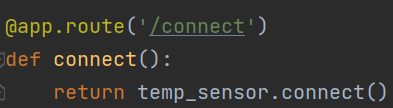 @app.route('/connect')
def connect():
    return temp_sensor.connect()